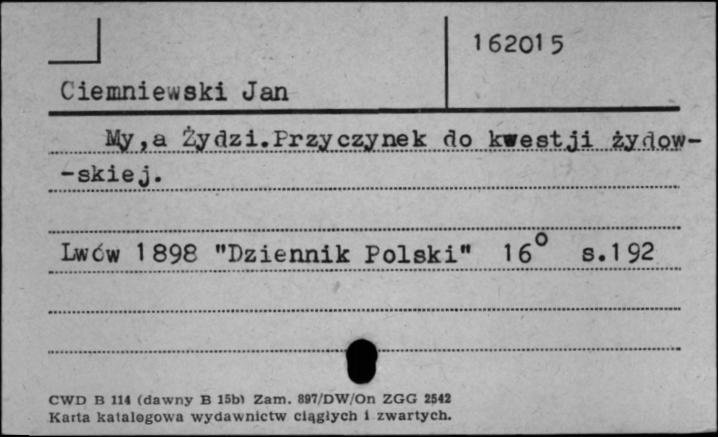 162015
Ciemniewski Jan
My,a Żydzi.Przyczynek do kwestji żydow-
-skiej.
Lwów 1898 "Dziennik Polski" 16° s.192
CWD B 114 (dawny B 15b) Zam. 897/DW/On ZGG 2542
Karta katalogowa wydawnictw ciągłych i zwartych.